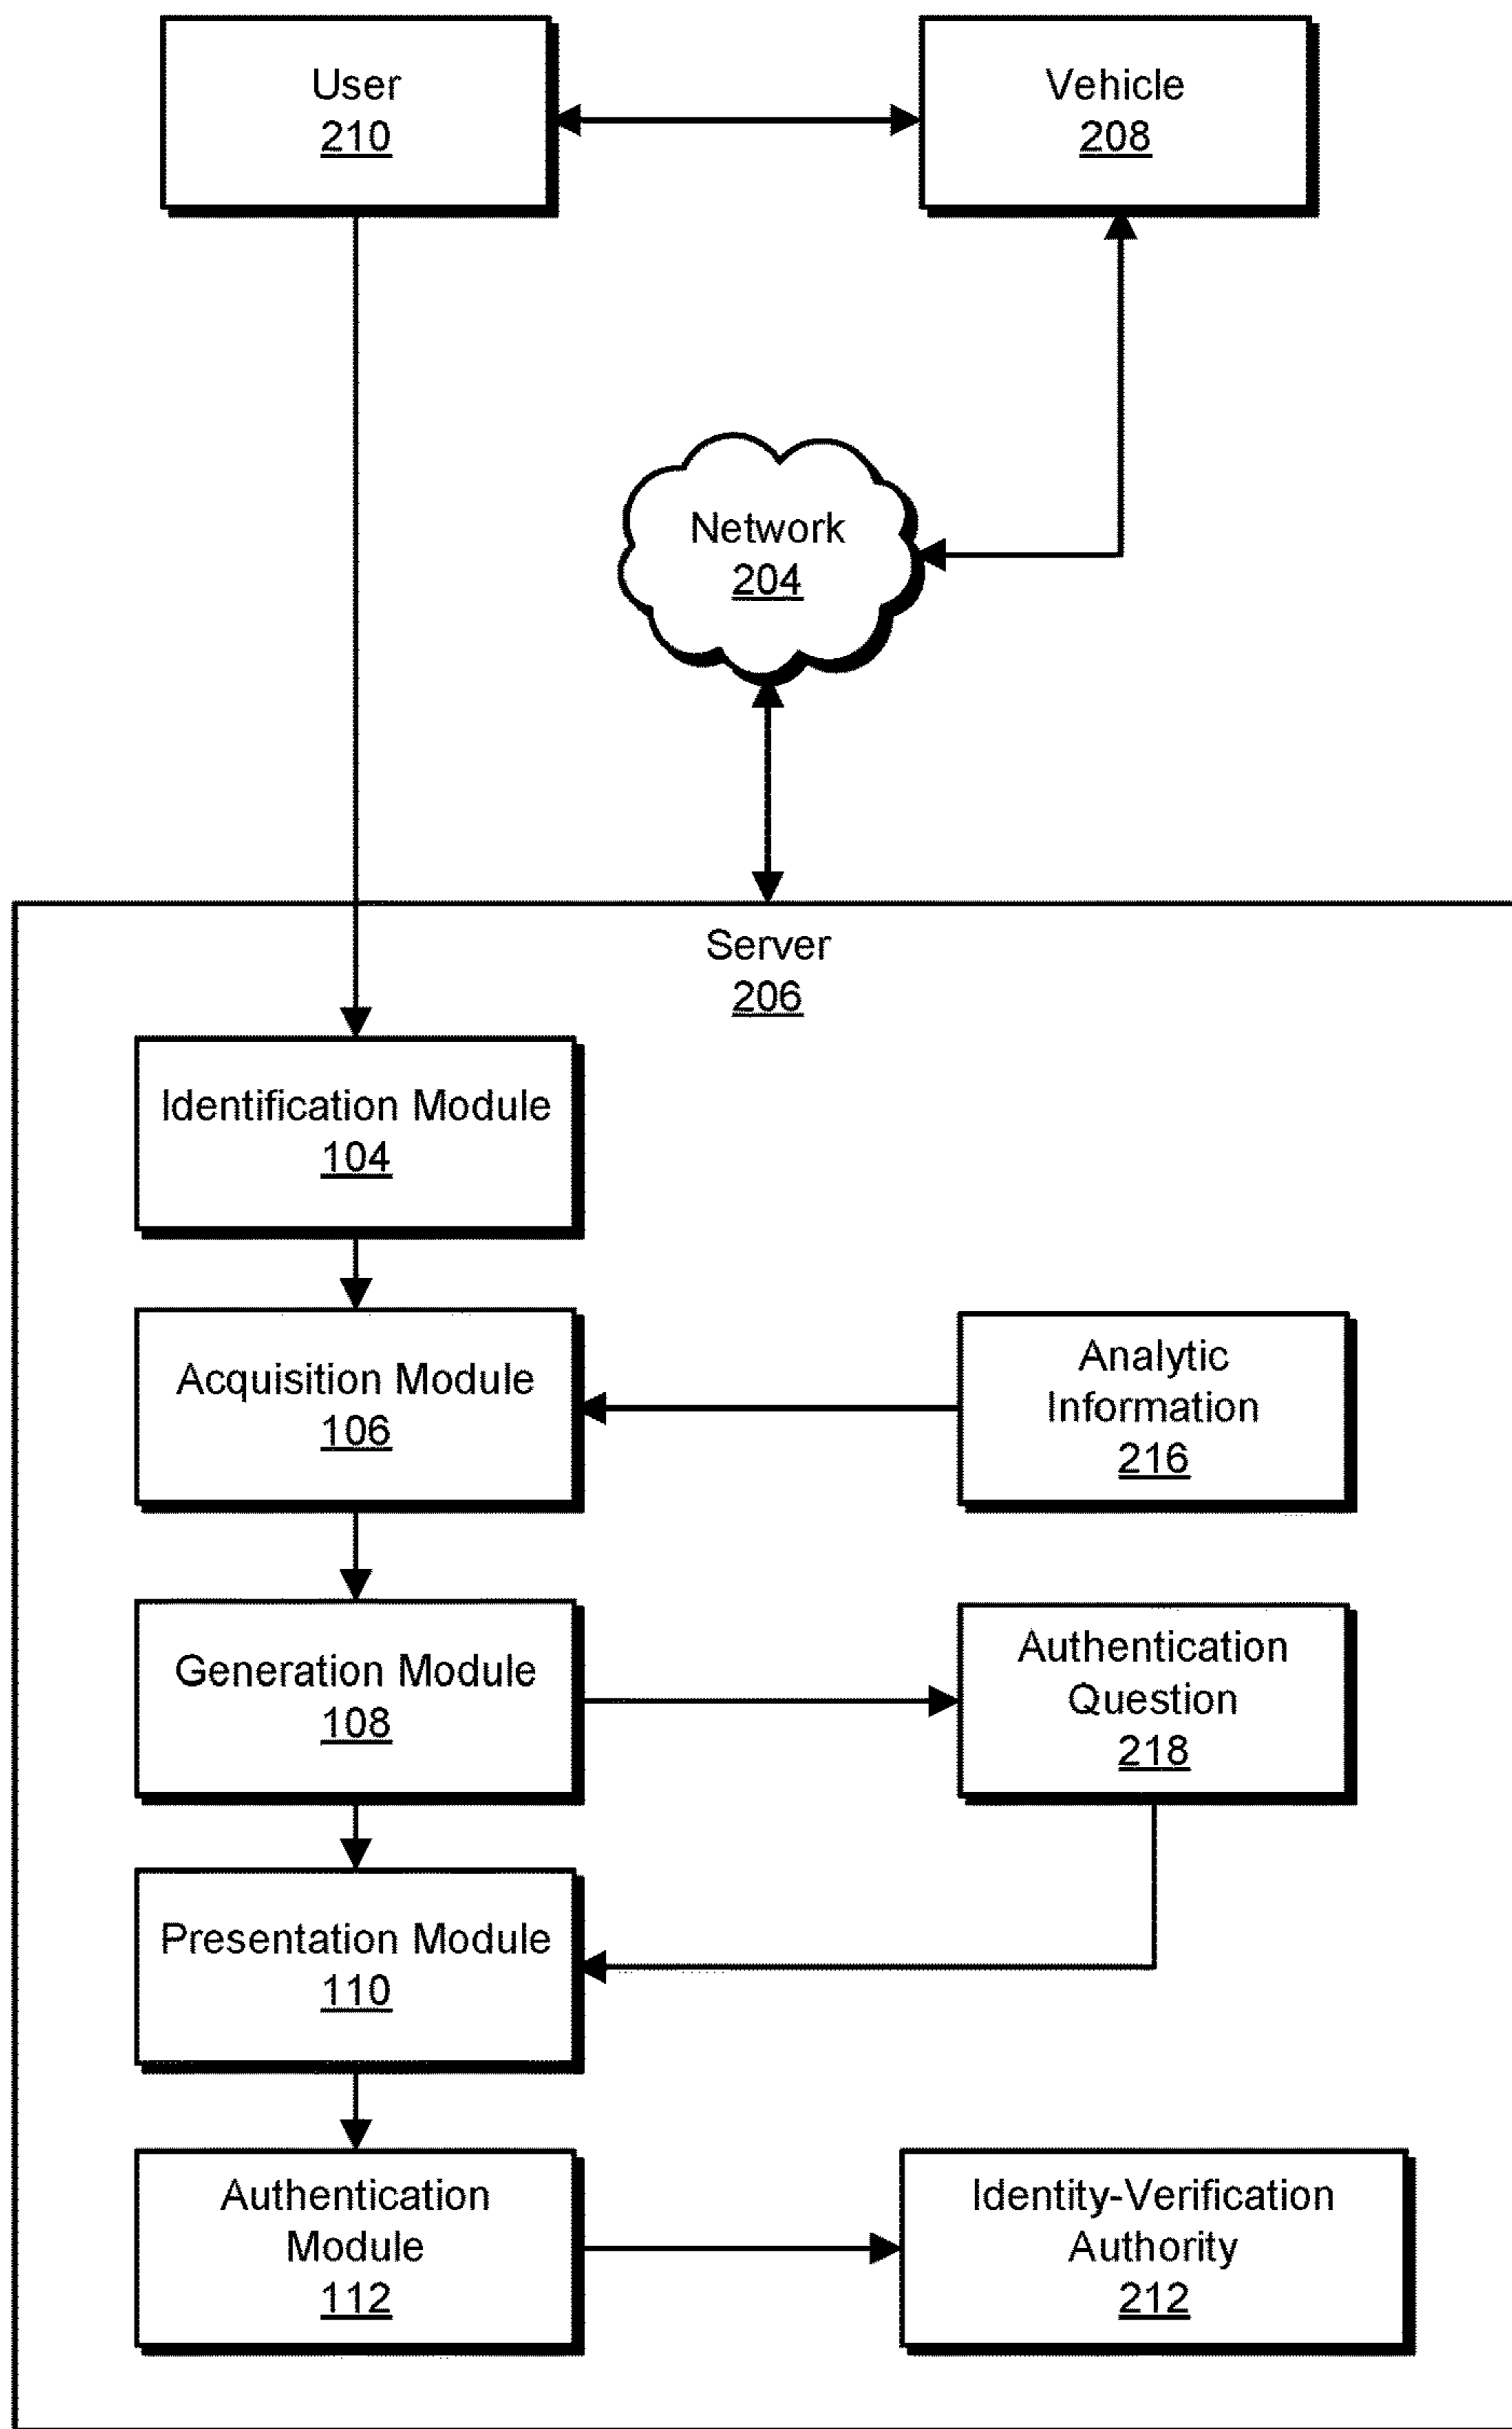 User
210
Vehicle
208
Network
204
Server
206
Identification Module
104
Acquisition Module
106
Analytic
Information
216
Generation Module
108
Authentication
Question
218
Presentation Module
110
Authentication
Module
112
Identity-Verification
Authority
212